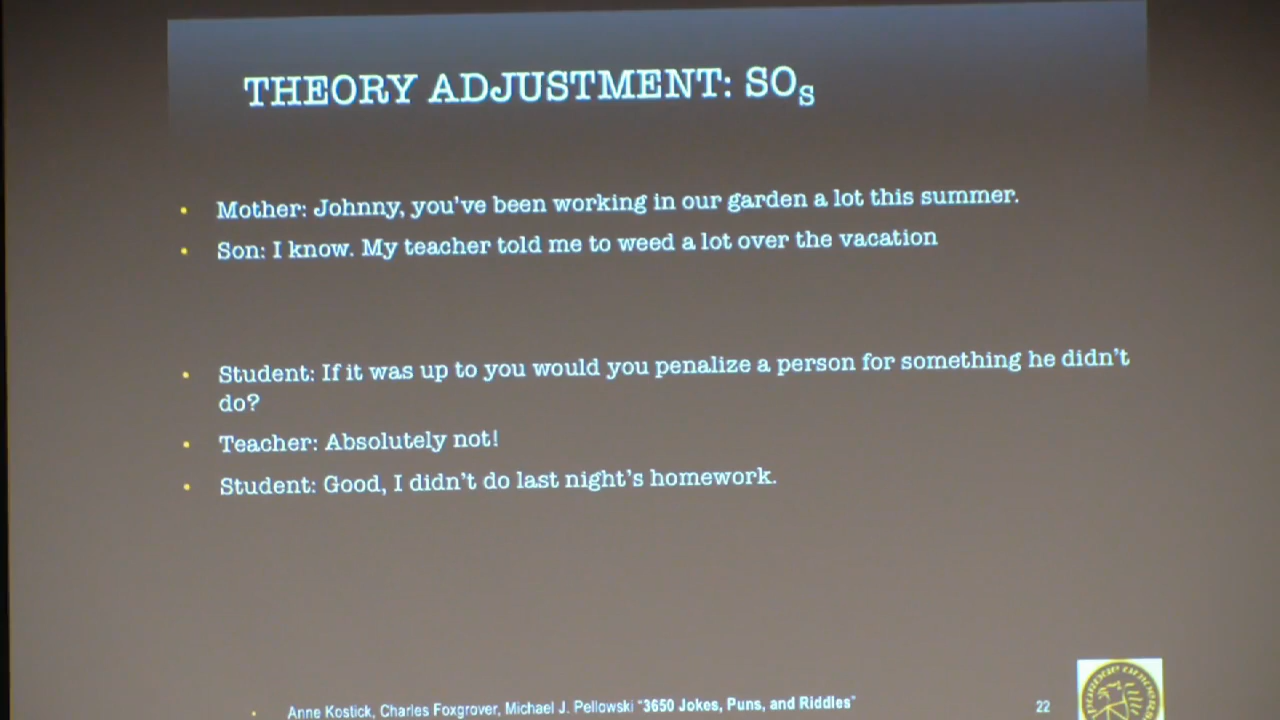 THEORY ADJUSTMENT: SOS
Mother: Johnny, you've been working in our garden a lot this summer.
Son: I know. My teacher told me to weed a lot over the vacation
Student: If it was up to you would you penalize a person for something he didn't
do?
Teacher: Absolutely not!
Student: Good, I didn't do last night's homework.
Anne Kostick, Charles Foxgrover, Michael J. Pellowski "3650 Jokes, Puns, and Riddles"
22